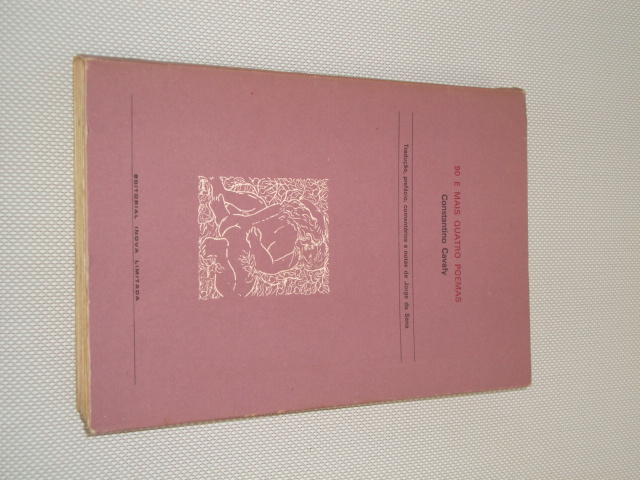 90 E MAIS QUATRO POEMAS
Constantino Cavafy
Tradução, prefácio, comentários e notas de Jorge de Sena
EDITORIAL INOVA LIMITADA